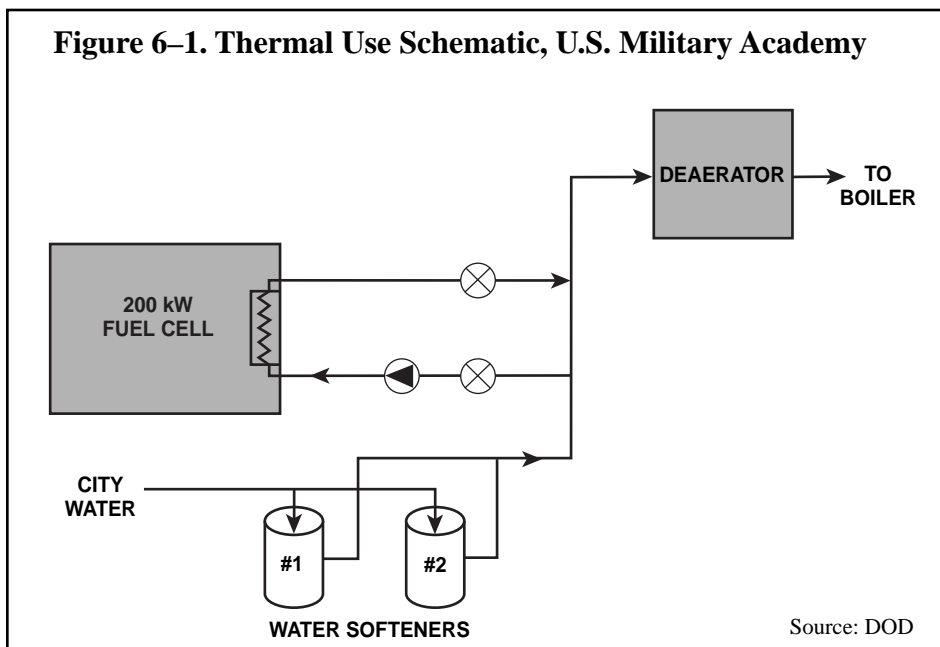 Figure 6–1. Thermal Use Schematic, U.S. Military Academy
DEAERATOR
TO
BOILER
200 kW
FUEL CELL
CITY
WATER
#1
#2
WATER SOFTENERS
Source: DOD